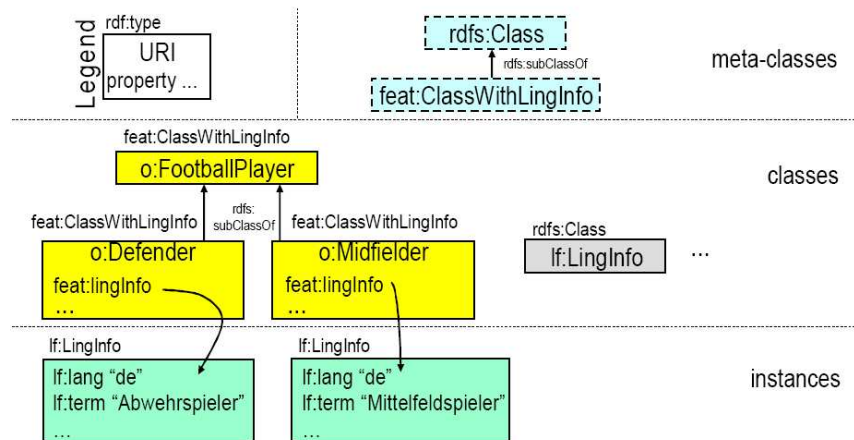 Legend
rdf:type
URI
property ...
rdfs:Class
rdfs:subClassOf
feat:ClassWithLingInfo
meta-classes
feat:ClassWithLingInfo
o:FootballPlayer
classes
feat:ClassWithLingInfo
rdfs:
subClassOf
feat:ClassWithLingInfo
o:Defender
feat:lingInfo
...
o:Midfielder
feat:lingInfo
...
rdfs:Class
lf:LingInfo
...
lf:LingInfo
lf:lang “de”
lf:term “Abwehrspieler”
...
lf:LingInfo
lf:lang “de”
lf:term “Mittelfeldspieler”
...
instances